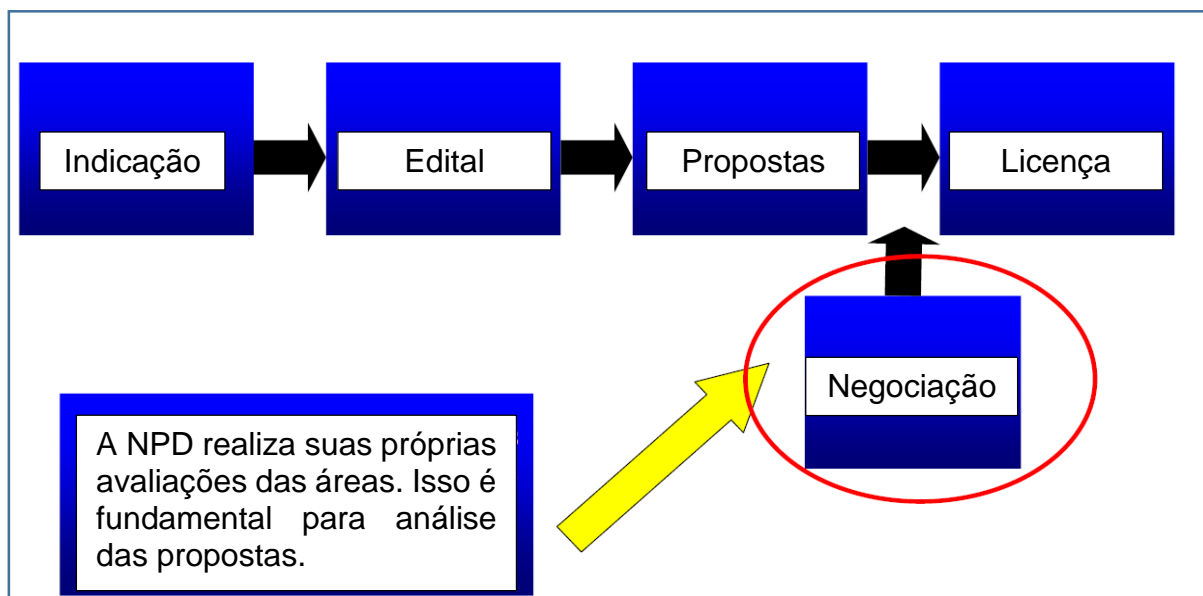 Indicação
Edital
Propostas
Licença
Negociação
A NPD realiza suas próprias
avaliações das áreas. Isso é
fundamental para análise
das propostas.